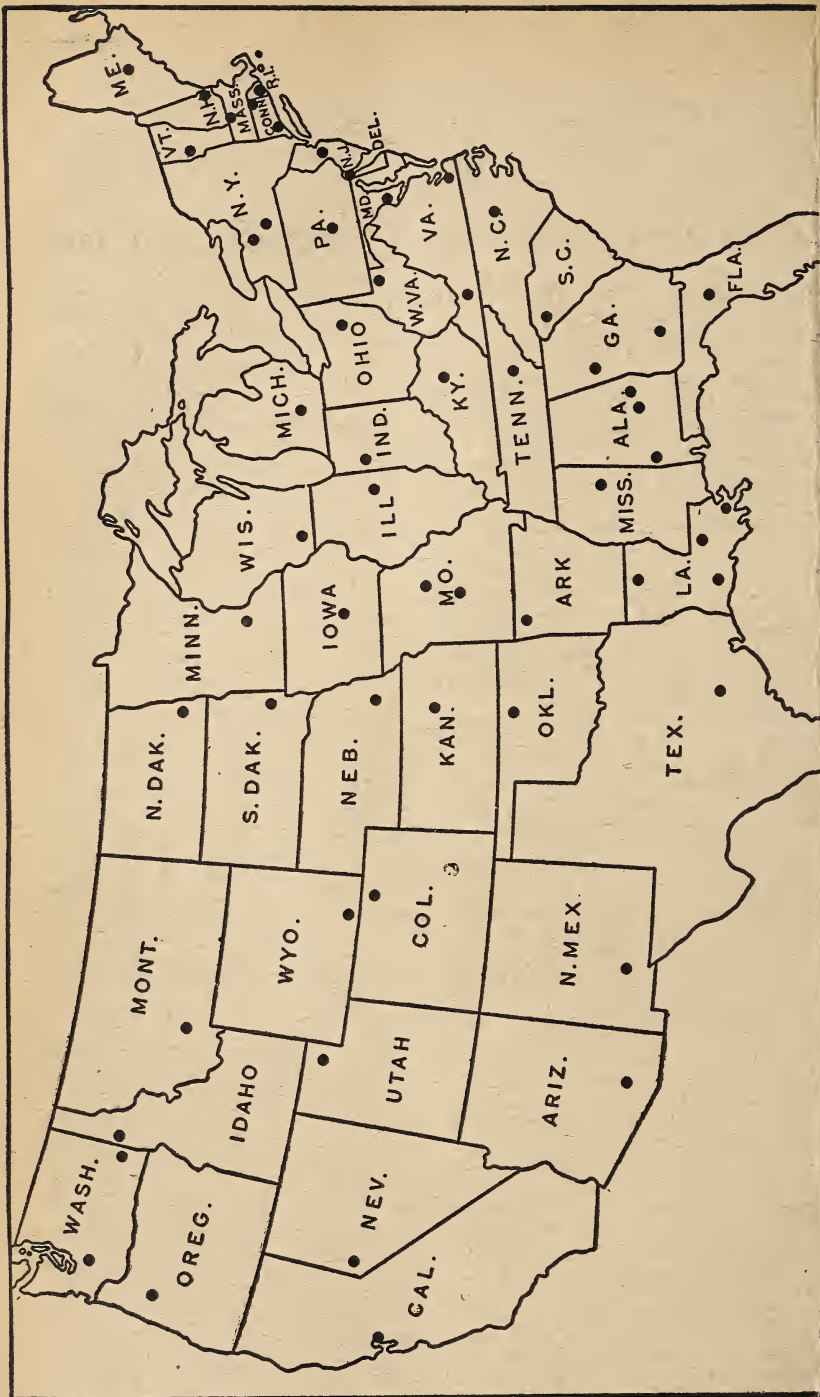 WASH.
OREG.
CAL.
NEV.
IDAHO
MONT.
WYO.
UTAH
ARIZ.
COL.
N.MEX.
N. DAK.
S. DAK.
NEB.
KAN.
OKL.
TEX.
MINN.
IOWA
MO.
ARK
LA.
WIS.
ILL
MICH.
IND.
OHIO
KY.
TENN.
MISS.
ALA.
GA.
FLA.
S.C.
N.C.
VA.
W.VA.
PA.
MD.
DEL.
N.J.
N.Y.
VT.
N.H.
ME.
MASS.
CONN.
R.I.